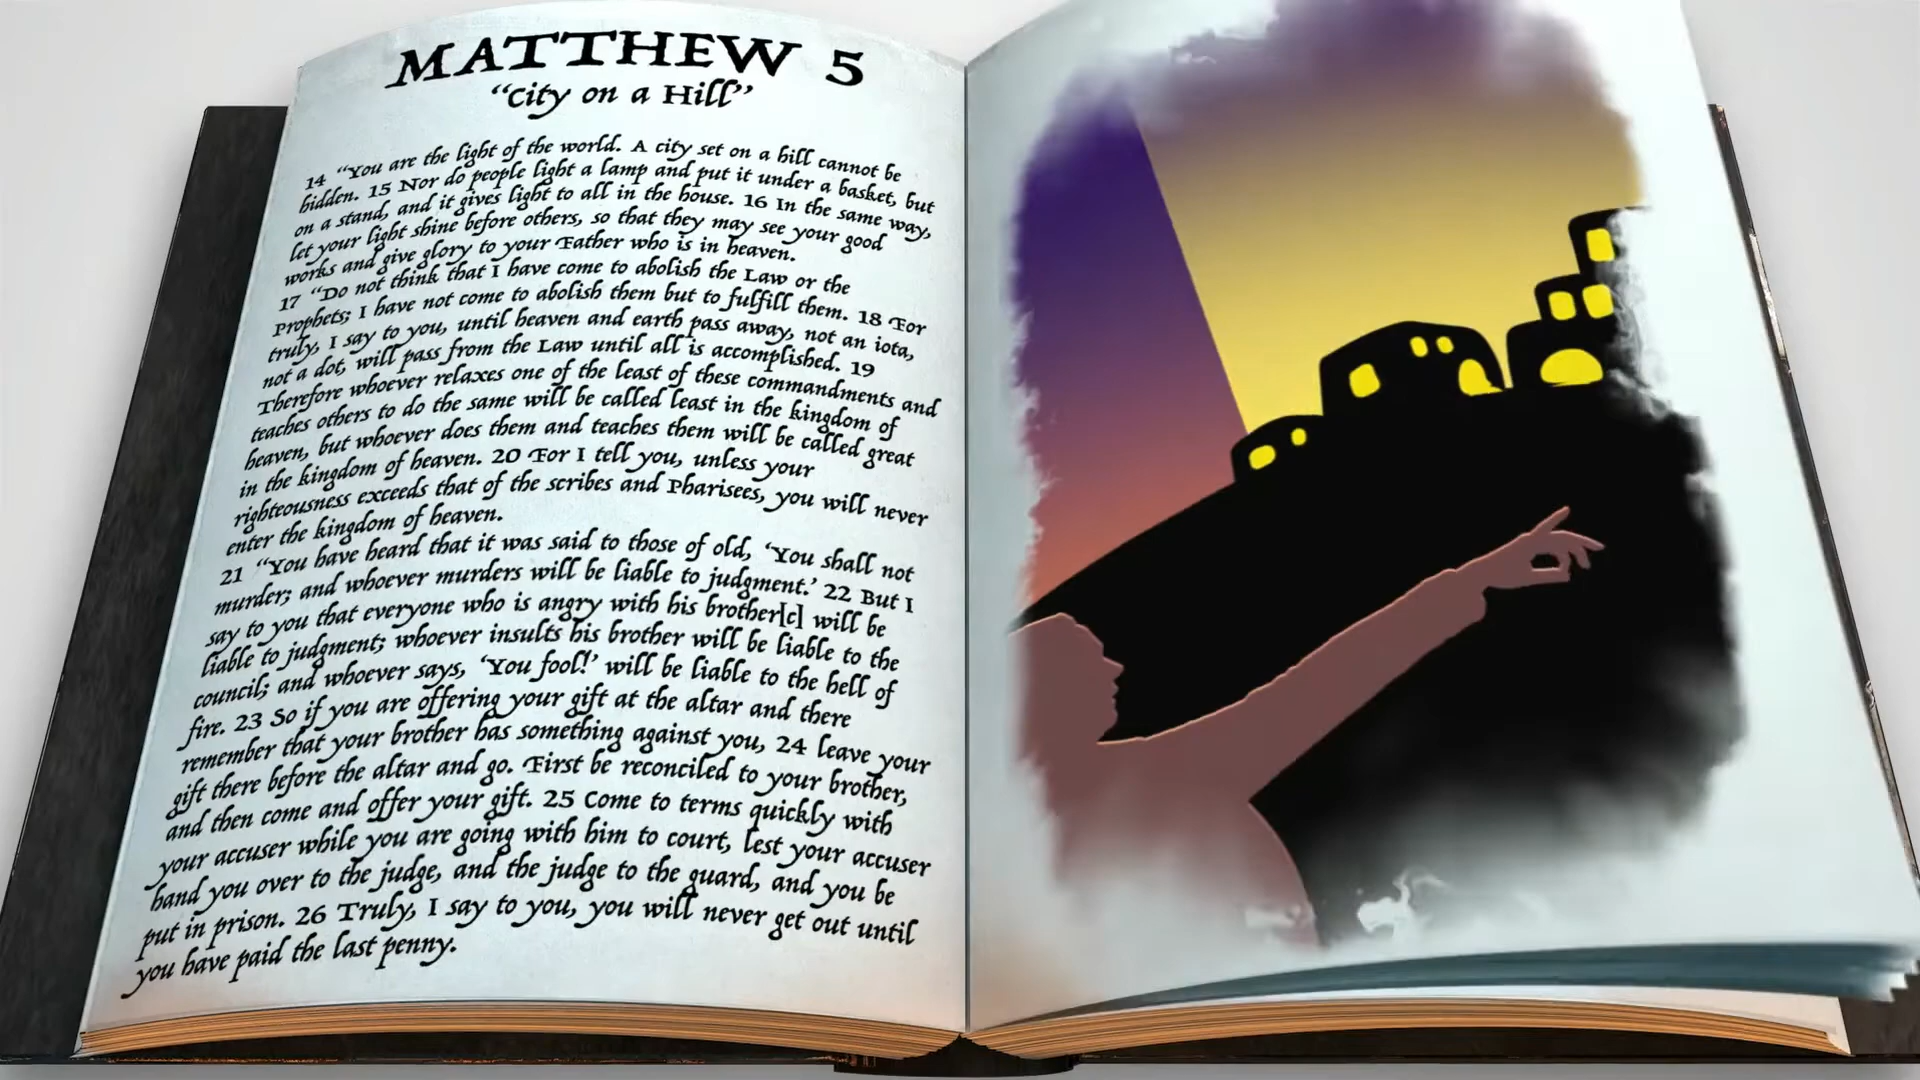 MATTHEW 5
"City on a Hill"
14 "You are the light of the world. A city set on a hill cannot be
hidden. 15 Nor do people light a lamp and put it under a basket, but
on a stand, and it gives light to all in the house. 16 In the same way,
let your light shine before others, so that they may see your good
works and give glory to your Father who is in heaven.
17 "Do not think that I have come to abolish the Law or the
Prophets; I have not come to abolish them but to fulfill them. 18 For
truly, I say to you, until heaven and earth pass away, not an iota,
not a dot, will pass from the Law until all is accomplished. 19
Therefore whoever relaxes one of the least of these commandments and
teaches others to do the same will be called least in the kingdom of
heaven, but whoever does them and teaches them will be called great
in the kingdom of heaven. 20 For I tell you, unless your
righteousness exceeds that of the scribes and Pharisees, you will never
enter the kingdom of heaven.
21 "You have heard that it was said to those of old, 'You shall not
murder; and whoever murders will be liable to judgment.' 22 But I
say to you that everyone who is angry with his brother[c] will be
liable to judgment; whoever insults his brother will be liable to the
council; and whoever says, 'You fool!' will be liable to the hell of
fire. 23 So if you are offering your gift at the altar and there
remember that your brother has something against you, 24 leave your
gift there before the altar and go. First be reconciled to your brother,
and then come and offer your gift. 25 Come to terms quickly with
your accuser while you are going with him to court, lest your accuser
hand you over to the judge, and the judge to the guard, and you be
put in prison. 26 Truly, I say to you, you will never get out until
you have paid the last penny.